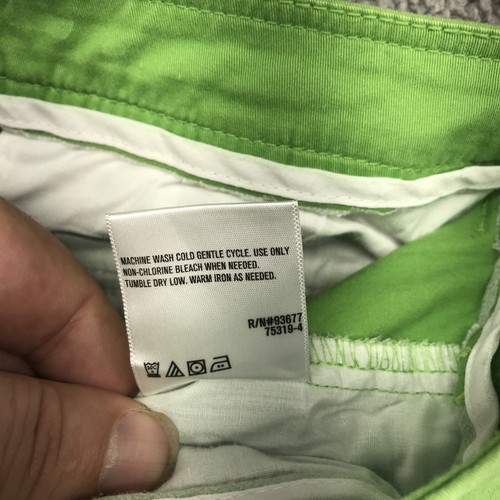 MACHINE WASH COLD GENTLE CYCLE. USE ONLY
NON-CHLORINE BLEACH WHEN NEEDED.
TUMBLE DRY LOW. WARM IRON AS NEEDED.
R/N#93677
75319-4